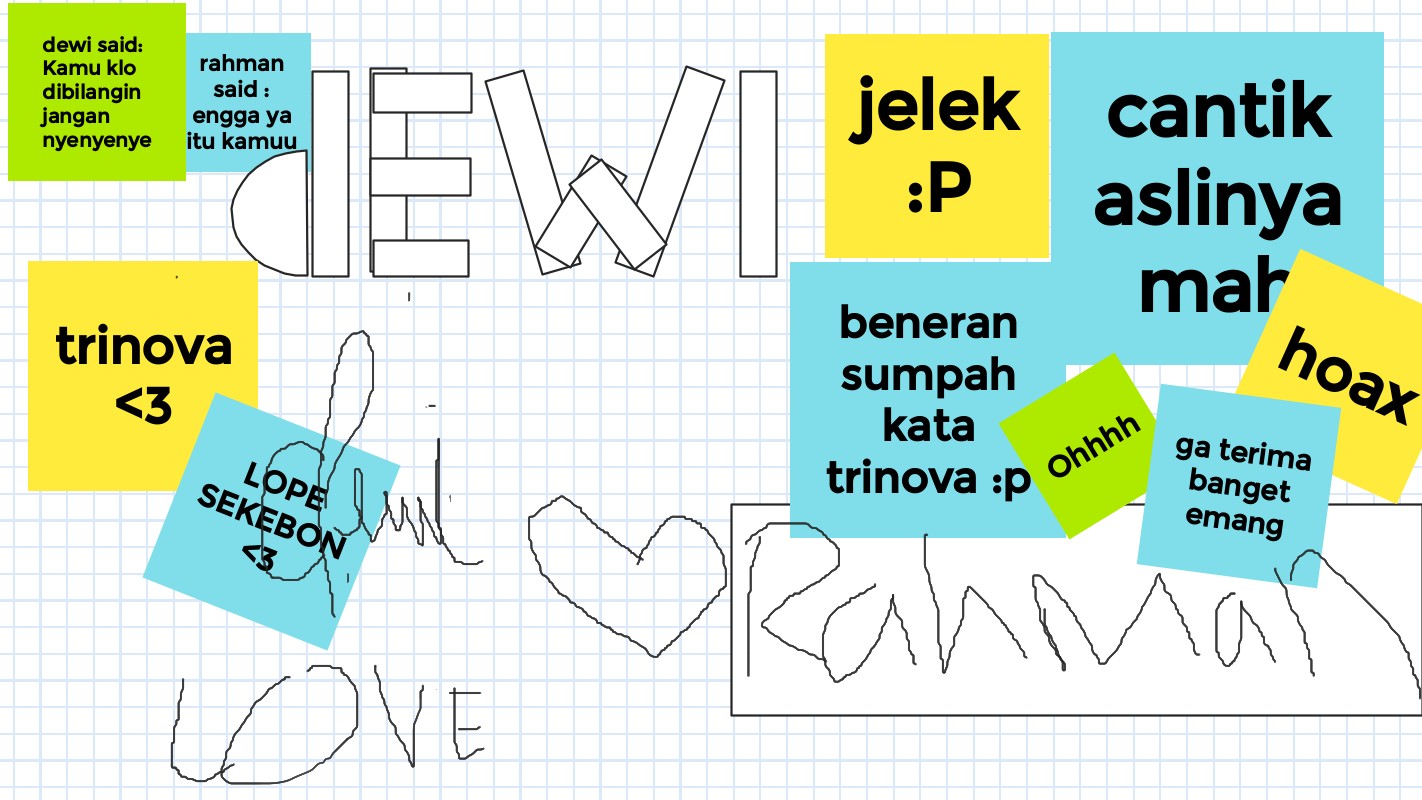 dewi said:
Kamu klo
dibilangin
jangan
nyenyenye
rahman
said :
engga ya
itu kamuu
dEWI
jelek
:P
cantik
aslinya
mah
trinova
<3
LOPE
SEKEBON
<3
beneran
sumpah
kata
trinova :p
Ohhhh
hoax
ga terima
banget
emang
Rahman
LOVE